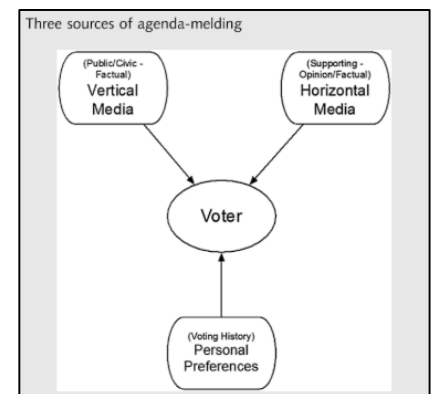 Three sources of agenda-melding
(Public/Civic -
Factual)
Vertical
Media
(Supporting -
Opinion/Factual)
Horizontal
Media
Voter
(Voting History)
Personal
Preferences